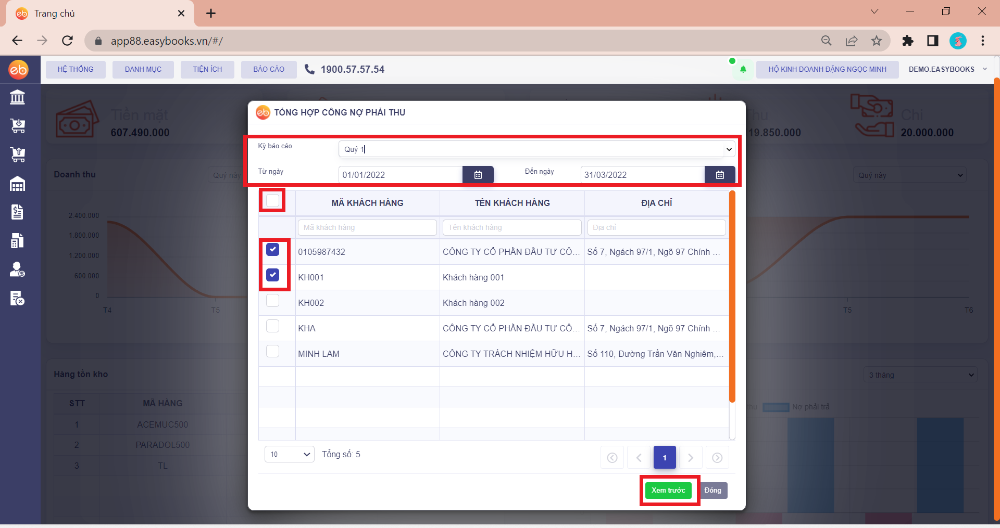 Trang chủ
app88.easybooks.vn/#/
eb
HỆ THỐNG
DANH MỤC
TIỆN ÍCH
BÁO CÁO
1900.57.57.54
HỘ KINH DOANH ĐẶNG NGỌC MINH
DEMO.EASYBOOKS
Tiền mặt
607.490.000
Thu
19.850.000
Chi
20.000.000
Doanh thu
Quý này
Quý này
2.400.000
1.800.000
1.200.000
600.000
0
T4
T5
T5
T6
Hàng tồn kho
3 tháng
STT
MÃ HÀNG
1
ACEMUC500
2
PARADOL500
3
TL
thu
Nợ phải trả
eb
TỔNG HỢP CÔNG NỢ PHẢI THU
Kỳ báo cáo
Quý 1
Từ ngày
01/01/2022
Đến ngày
31/03/2022
MÃ KHÁCH HÀNG
TÊN KHÁCH HÀNG
ĐỊA CHỈ
Mã khách hàng
Tên khách hàng
Địa chỉ
0105987432
CÔNG TY CỔ PHẦN ĐẦU TƯ CÔ...
Số 7, Ngách 97/1, Ngõ 97 Chính ...
KH001
Khách hàng 001
KH002
Khách hàng 002
KHA
CÔNG TY CỔ PHẦN ĐẦU TƯ CÔ...
Số 7, Ngách 97/1, Ngõ 97 Chính ...
MINH LAM
CÔNG TY TRÁCH NHIỆM HỮU H...
Số 110, Đường Trần Văn Nghiêm,...
10
Tổng số: 5
1
Xem trước
Đóng